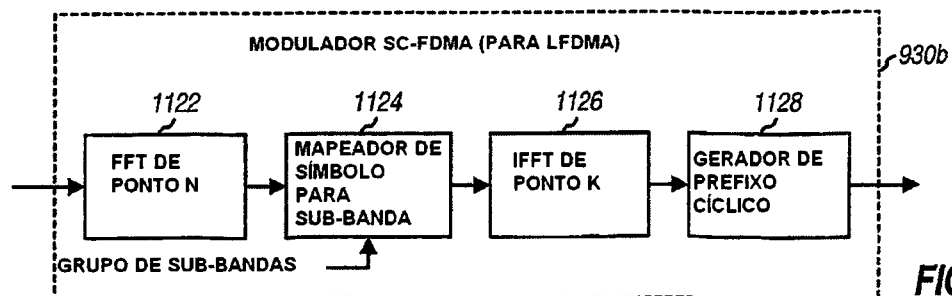 MODULADOR SC-FDMA (PARA LFDMA)
930b
1122
1124
1126
1128
FFT DE
PONTO N
MAPEADOR DE
SÍMBOLO
PARA
SUB-BANDA
IFFT DE
PONTO K
GERADOR DE
PREFIXO
CÍCLICO
GRUPO DE SUB-BANDAS